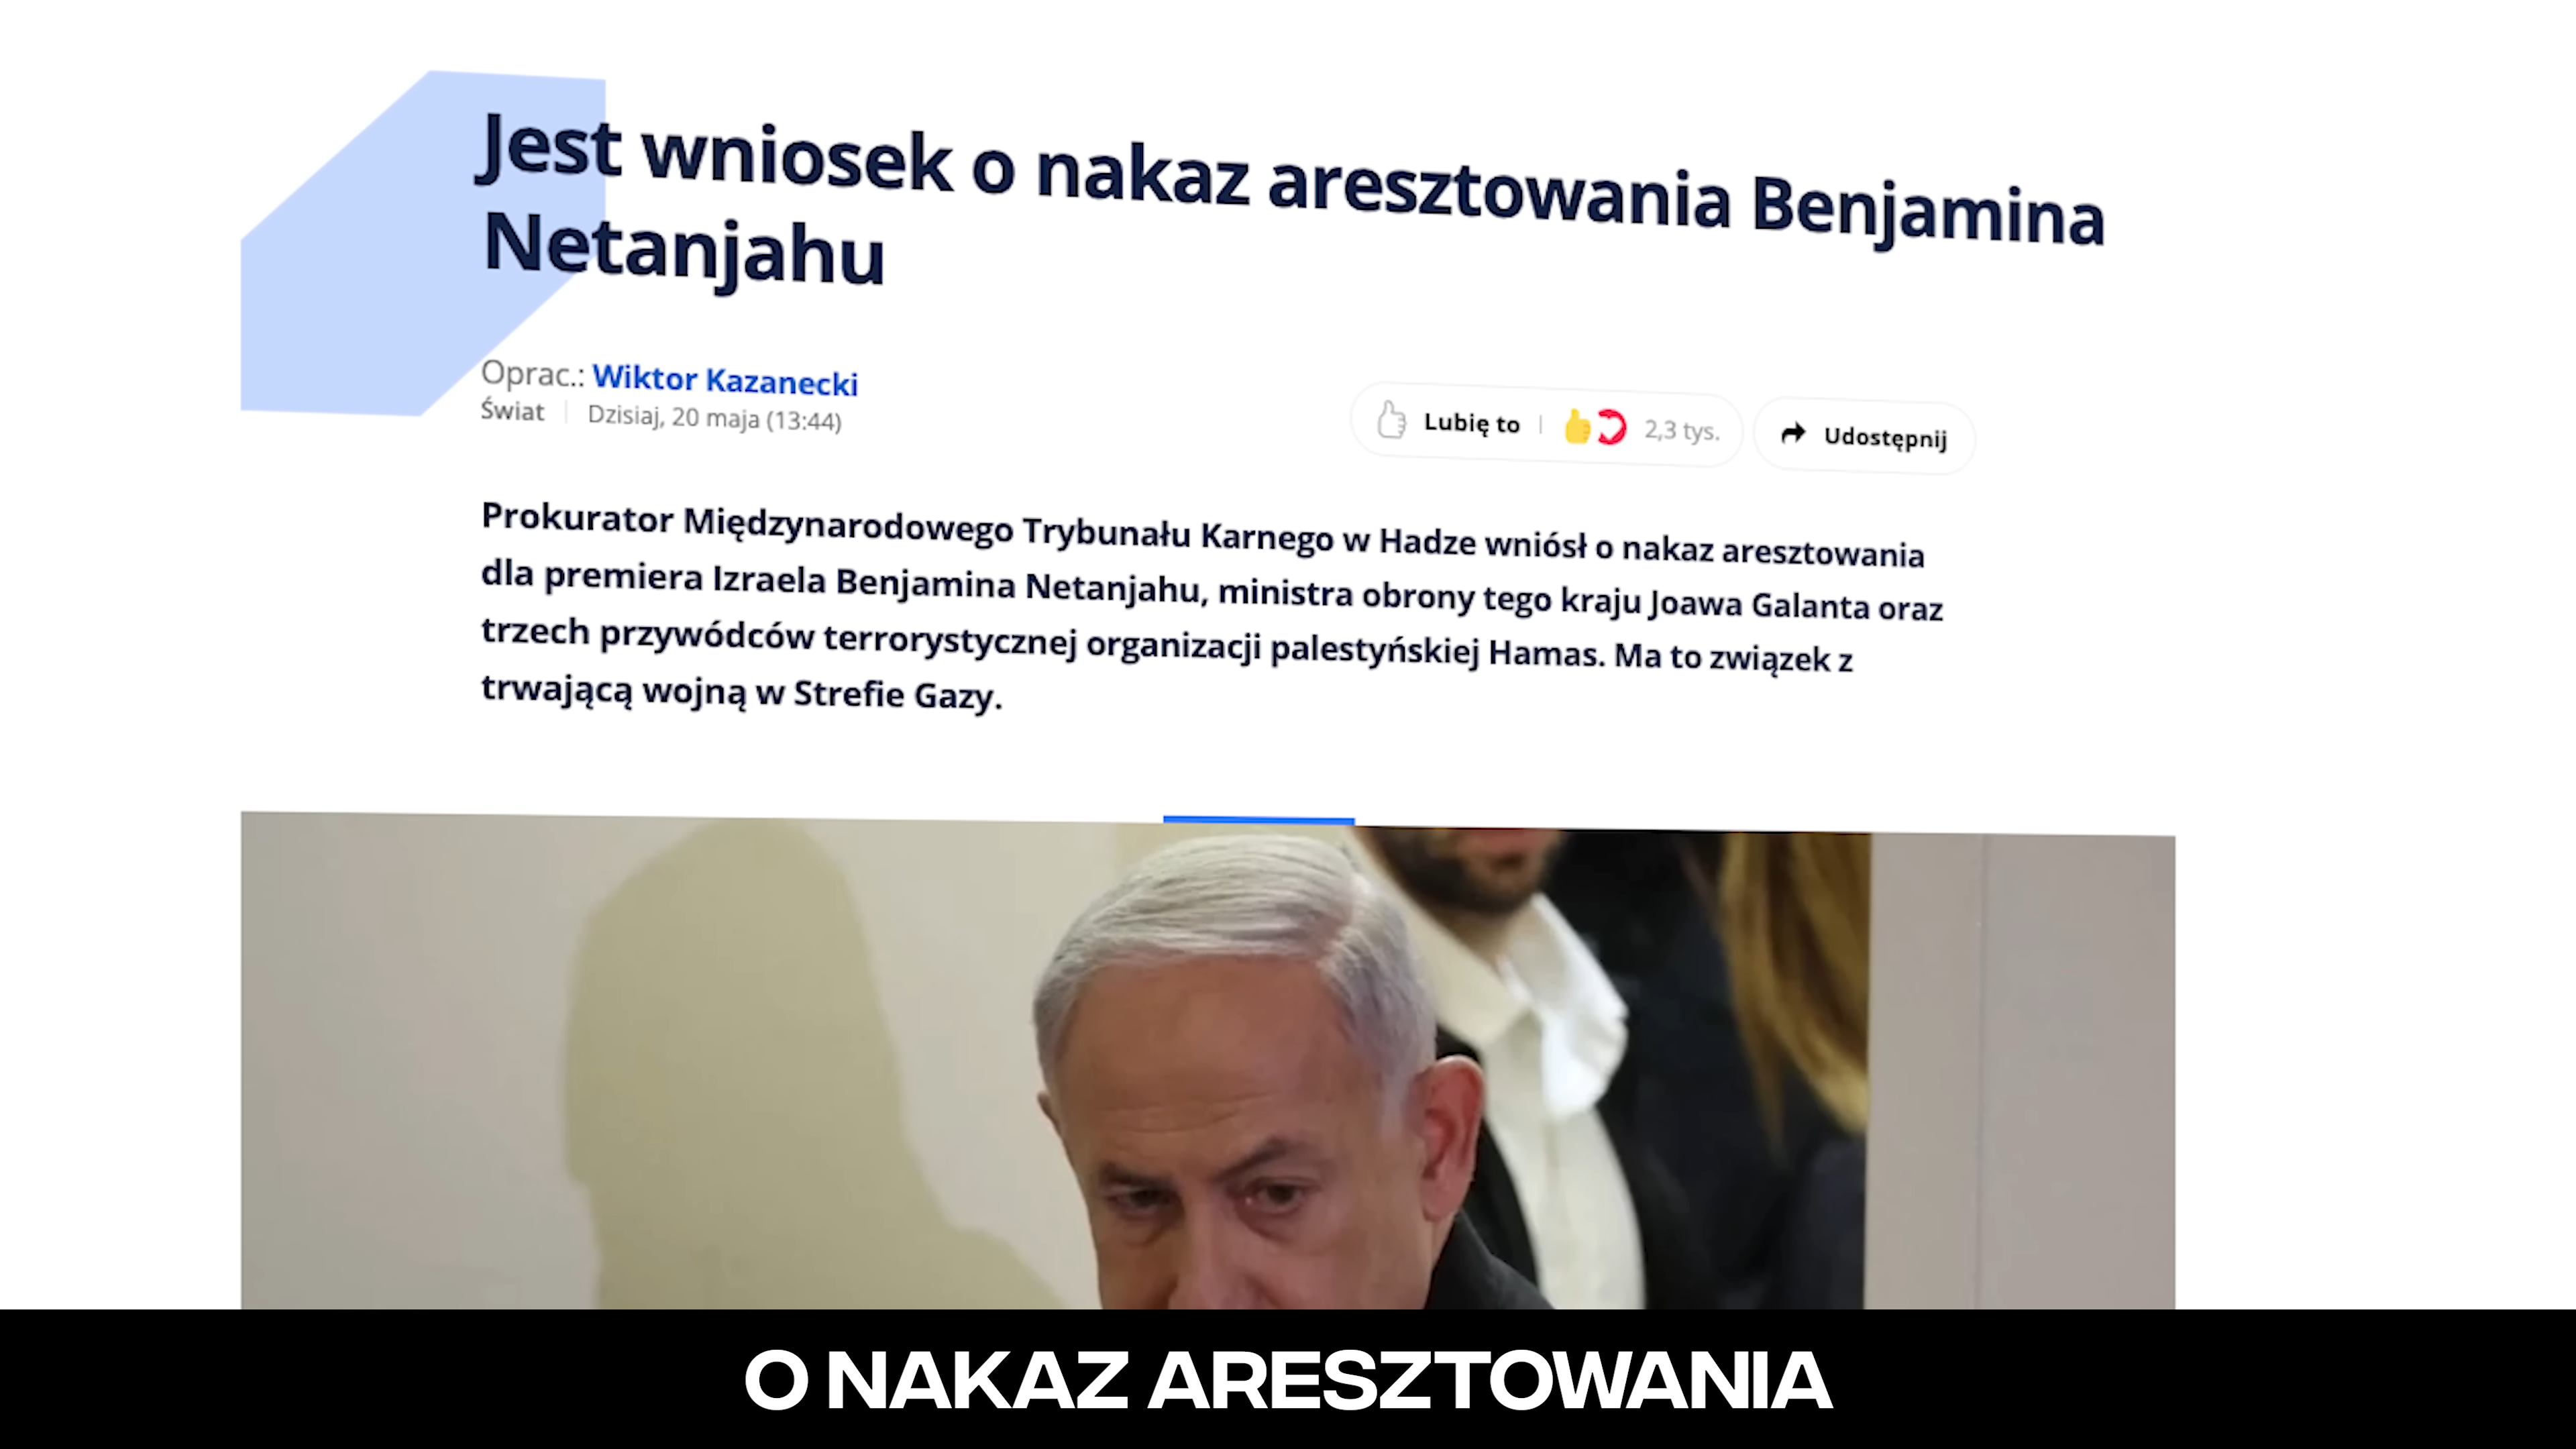 Jest wniosek o nakaz aresztowania Benjamina
Netanjahu
Oprac.: Wiktor Kazanecki
Świat | Dzisiaj, 20 maja (13:44)
Lubię to | 2,3 tys. Udostępnij
Prokurator Międzynarodowego Trybunału Karnego w Hadze wniósł o nakaz aresztowania
dla premiera Izraela Benjamina Netanjahu, ministra obrony tego kraju Joawa Galanta oraz
trzech przywódców terrorystycznej organizacji palestyńskiej Hamas. Ma to związek z
trwającą wojną w Strefie Gazy.
O NAKAZ ARESZTOWANIA